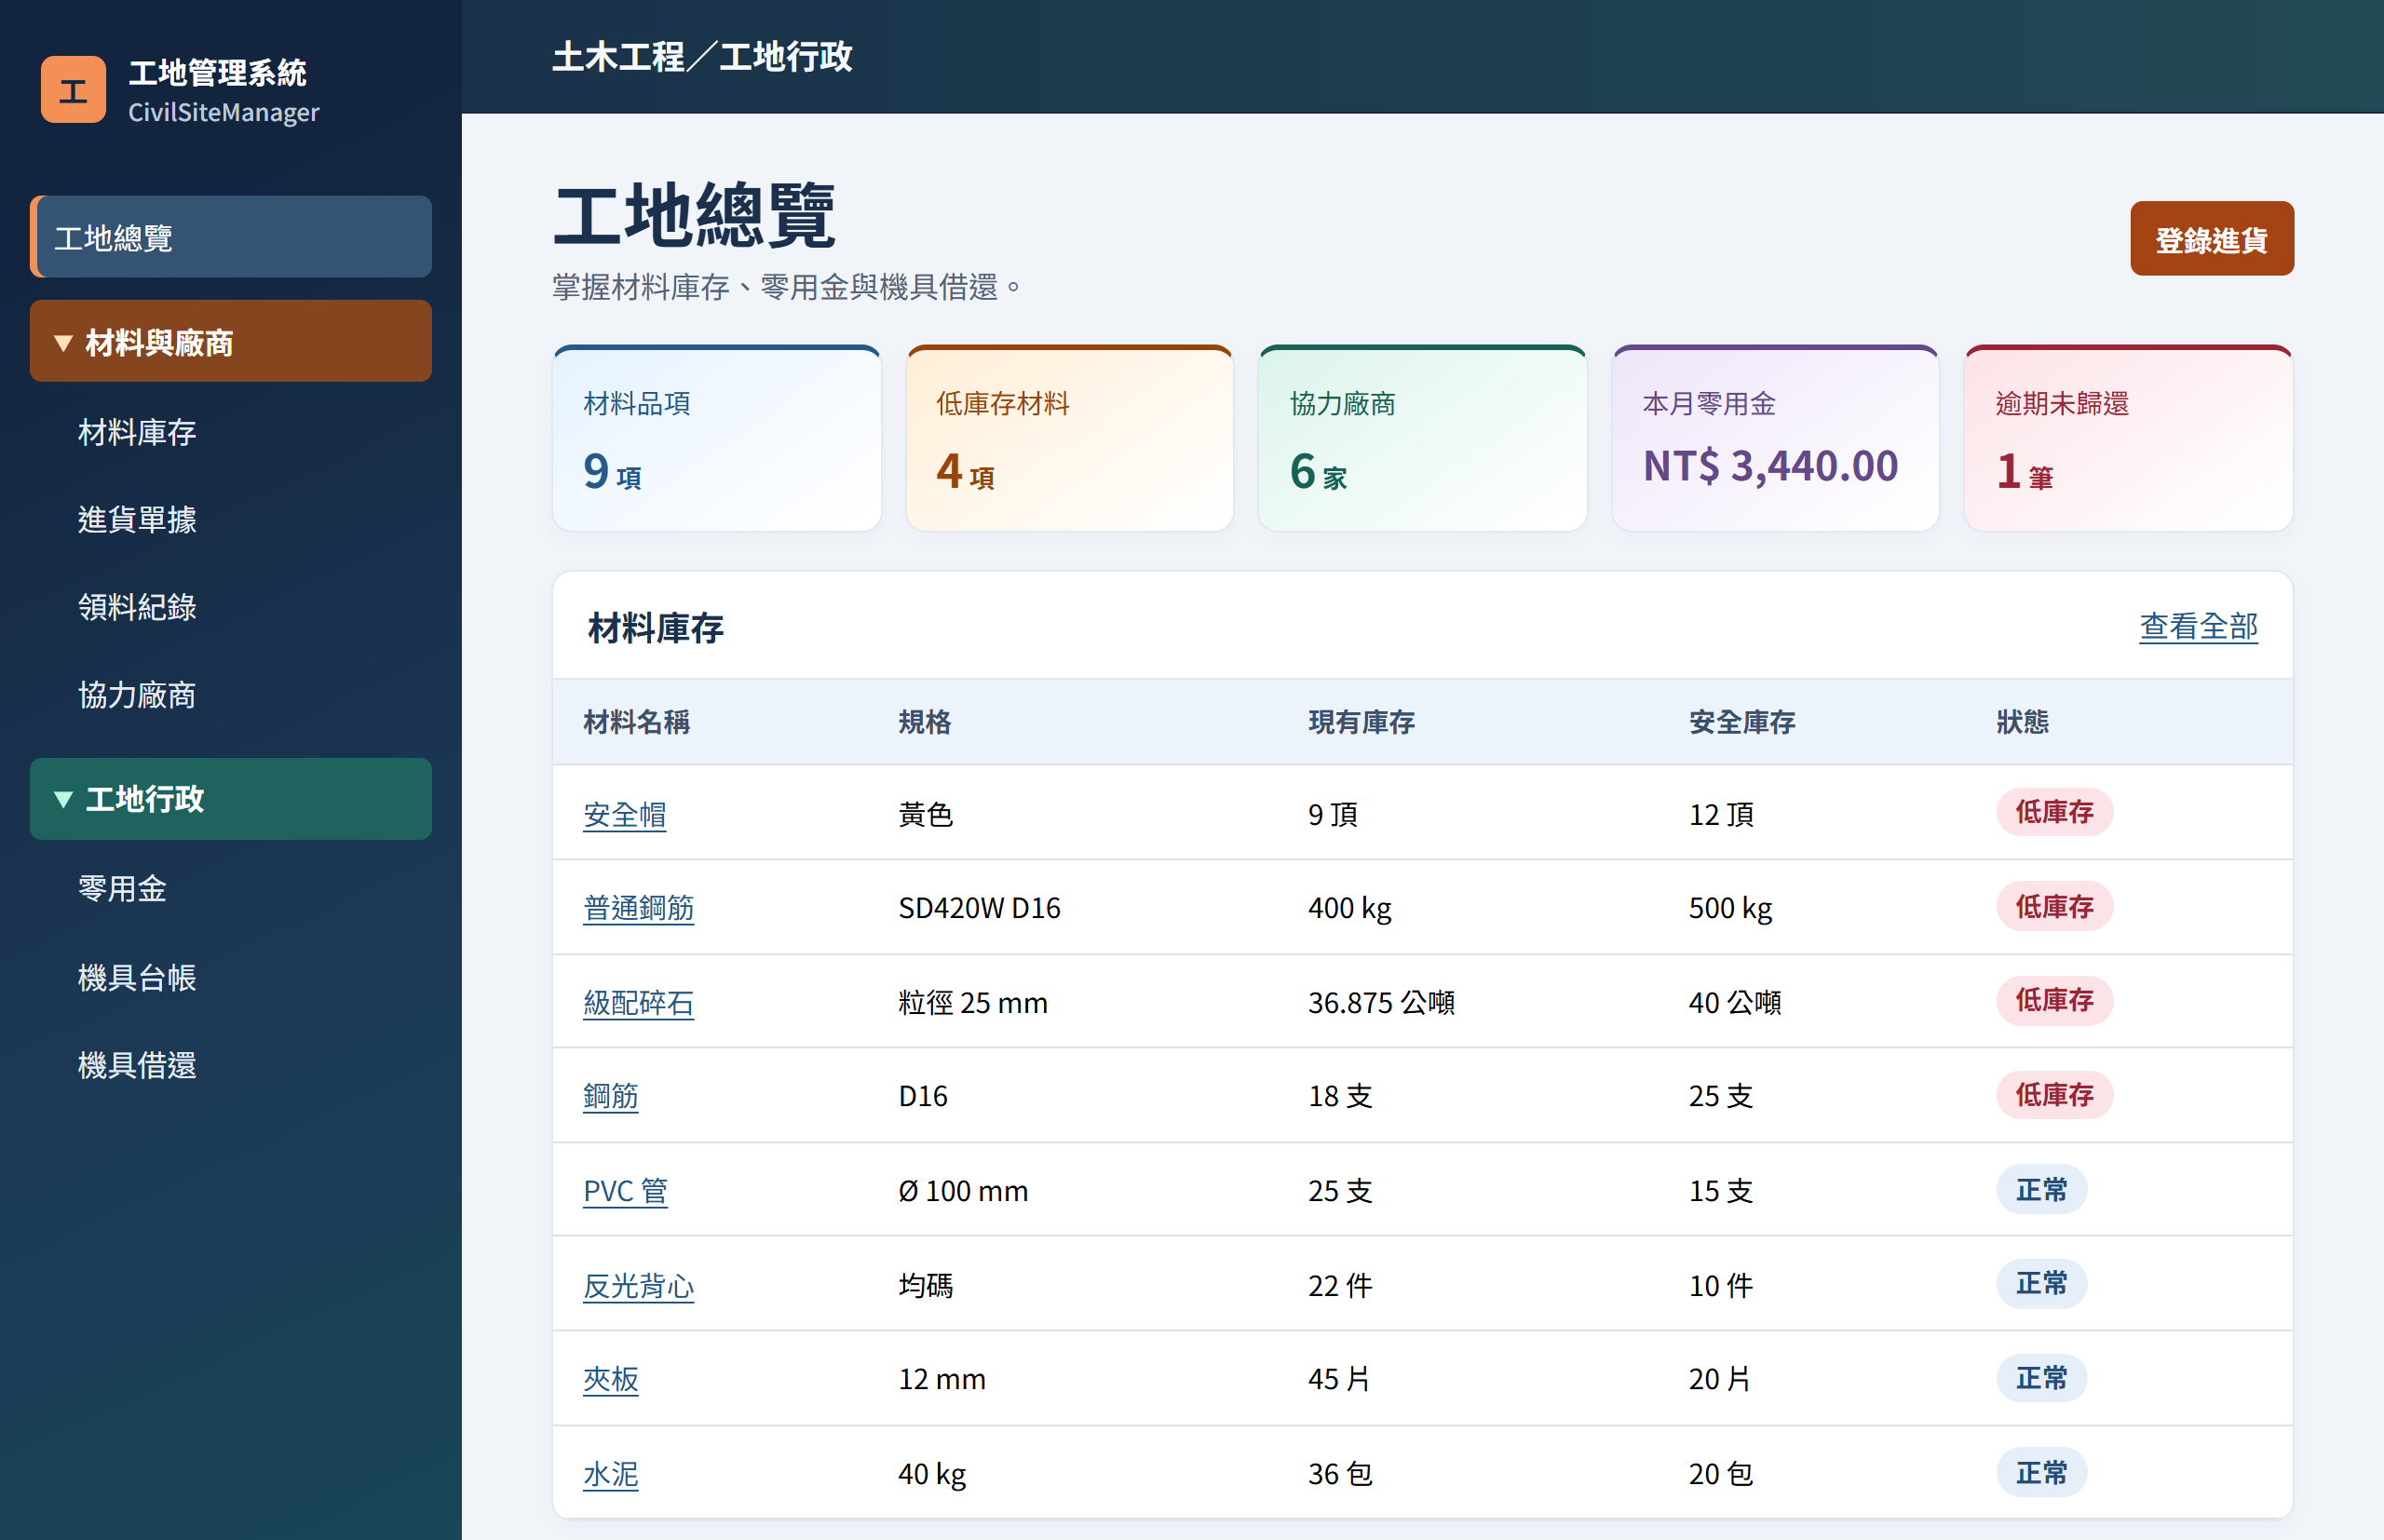 工
工地管理系統
CivilSiteManager
工地總覽
▼ 材料與廠商
材料庫存
進貨單據
領料紀錄
協力廠商
▼ 工地行政
零用金
機具台帳
機具借還
土木工程／工地行政
工地總覽
掌握材料庫存、零用金與機具借還。
登錄進貨
材料品項
9 項
低庫存材料
4 項
協力廠商
6 家
本月零用金
NT$ 3,440.00
逾期未歸還
1 筆
材料庫存
查看全部
材料名稱 規格 現有庫存 安全庫存 狀態
安全帽 黃色 9 頂 12 頂 低庫存
普通鋼筋 SD420W D16 400 kg 500 kg 低庫存
級配碎石 粒徑 25 mm 36.875 公噸 40 公噸 低庫存
鋼筋 D16 18 支 25 支 低庫存
PVC 管 Ø 100 mm 25 支 15 支 正常
反光背心 均碼 22 件 10 件 正常
夾板 12 mm 45 片 20 片 正常
水泥 40 kg 36 包 20 包 正常